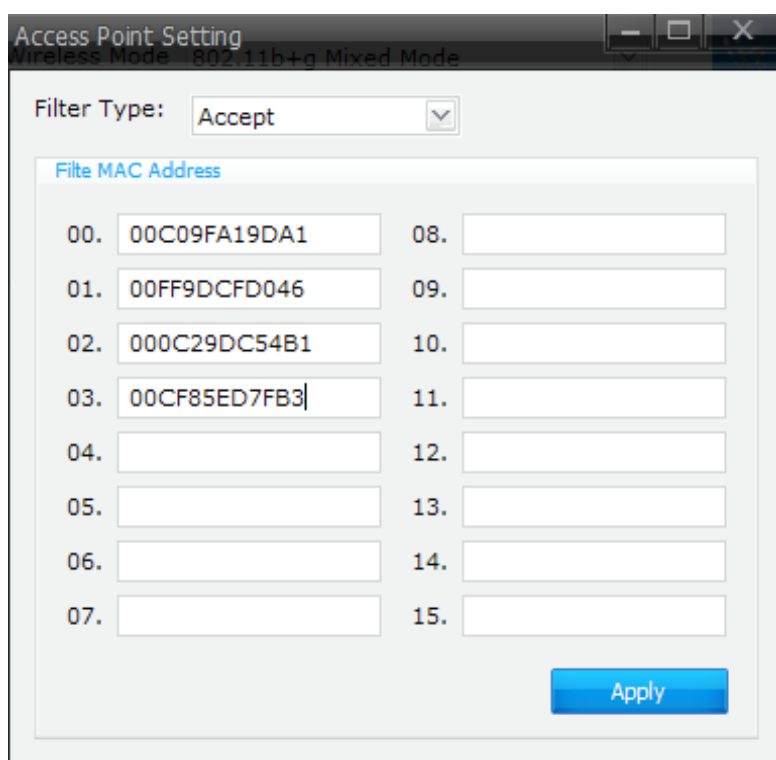 Access Point Setting
Wireless Mode 802.11b+g Mixed Mode
Filter Type: Accept
Filte MAC Address
00. 00C09FA19DA1 08.
01. 00FF9DCFD046 09.
02. 000C29DC54B1 10.
03. 00CF85ED7FB3 11.
04. 12.
05. 13.
06. 14.
07. 15.
Apply